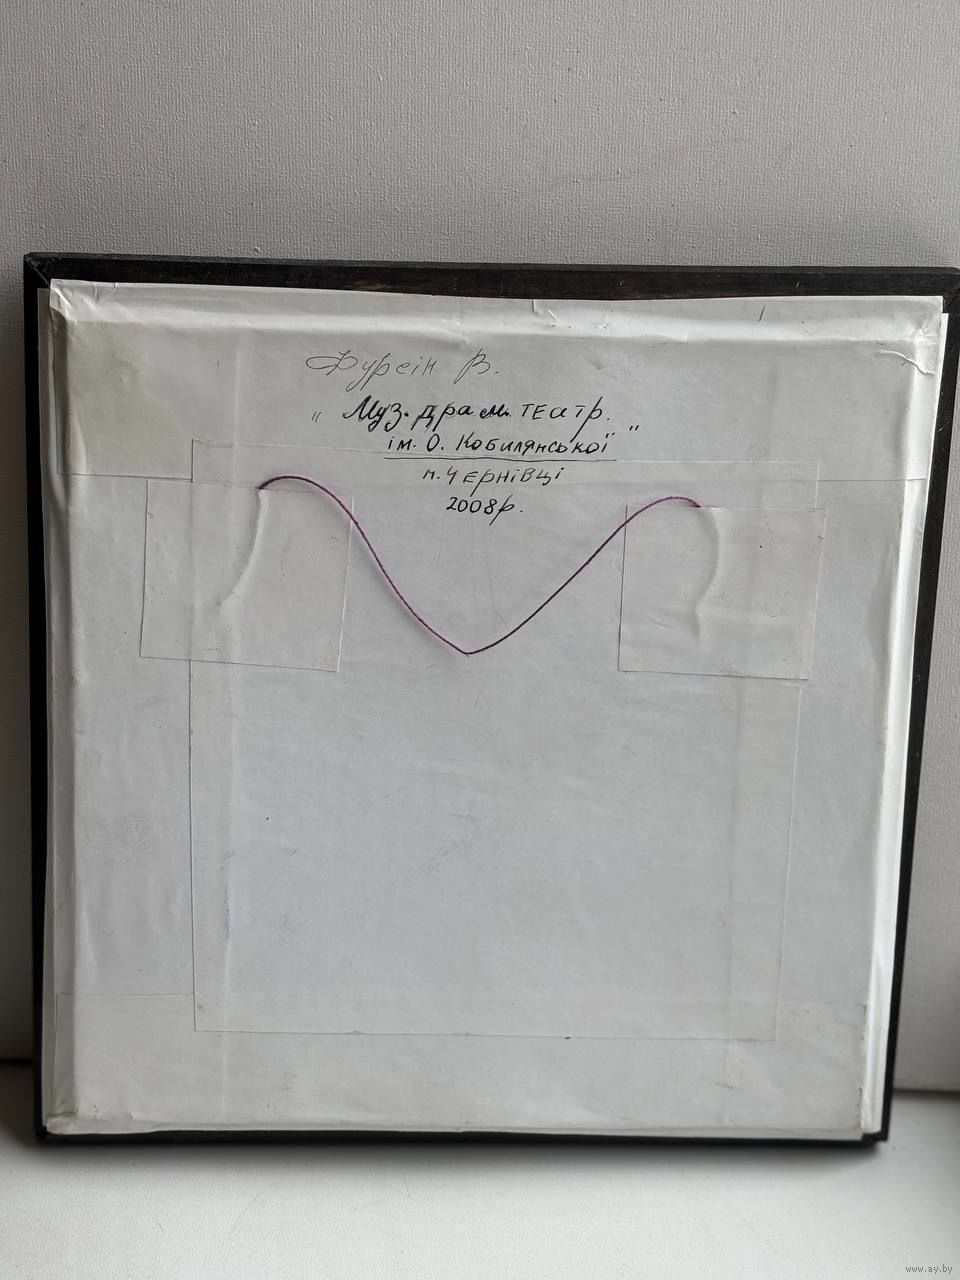 Фурсін В.
„ Муз. драм. театр. "
ім. О. Кобилянської
м. Чернівці
2008р.
www.ay.by